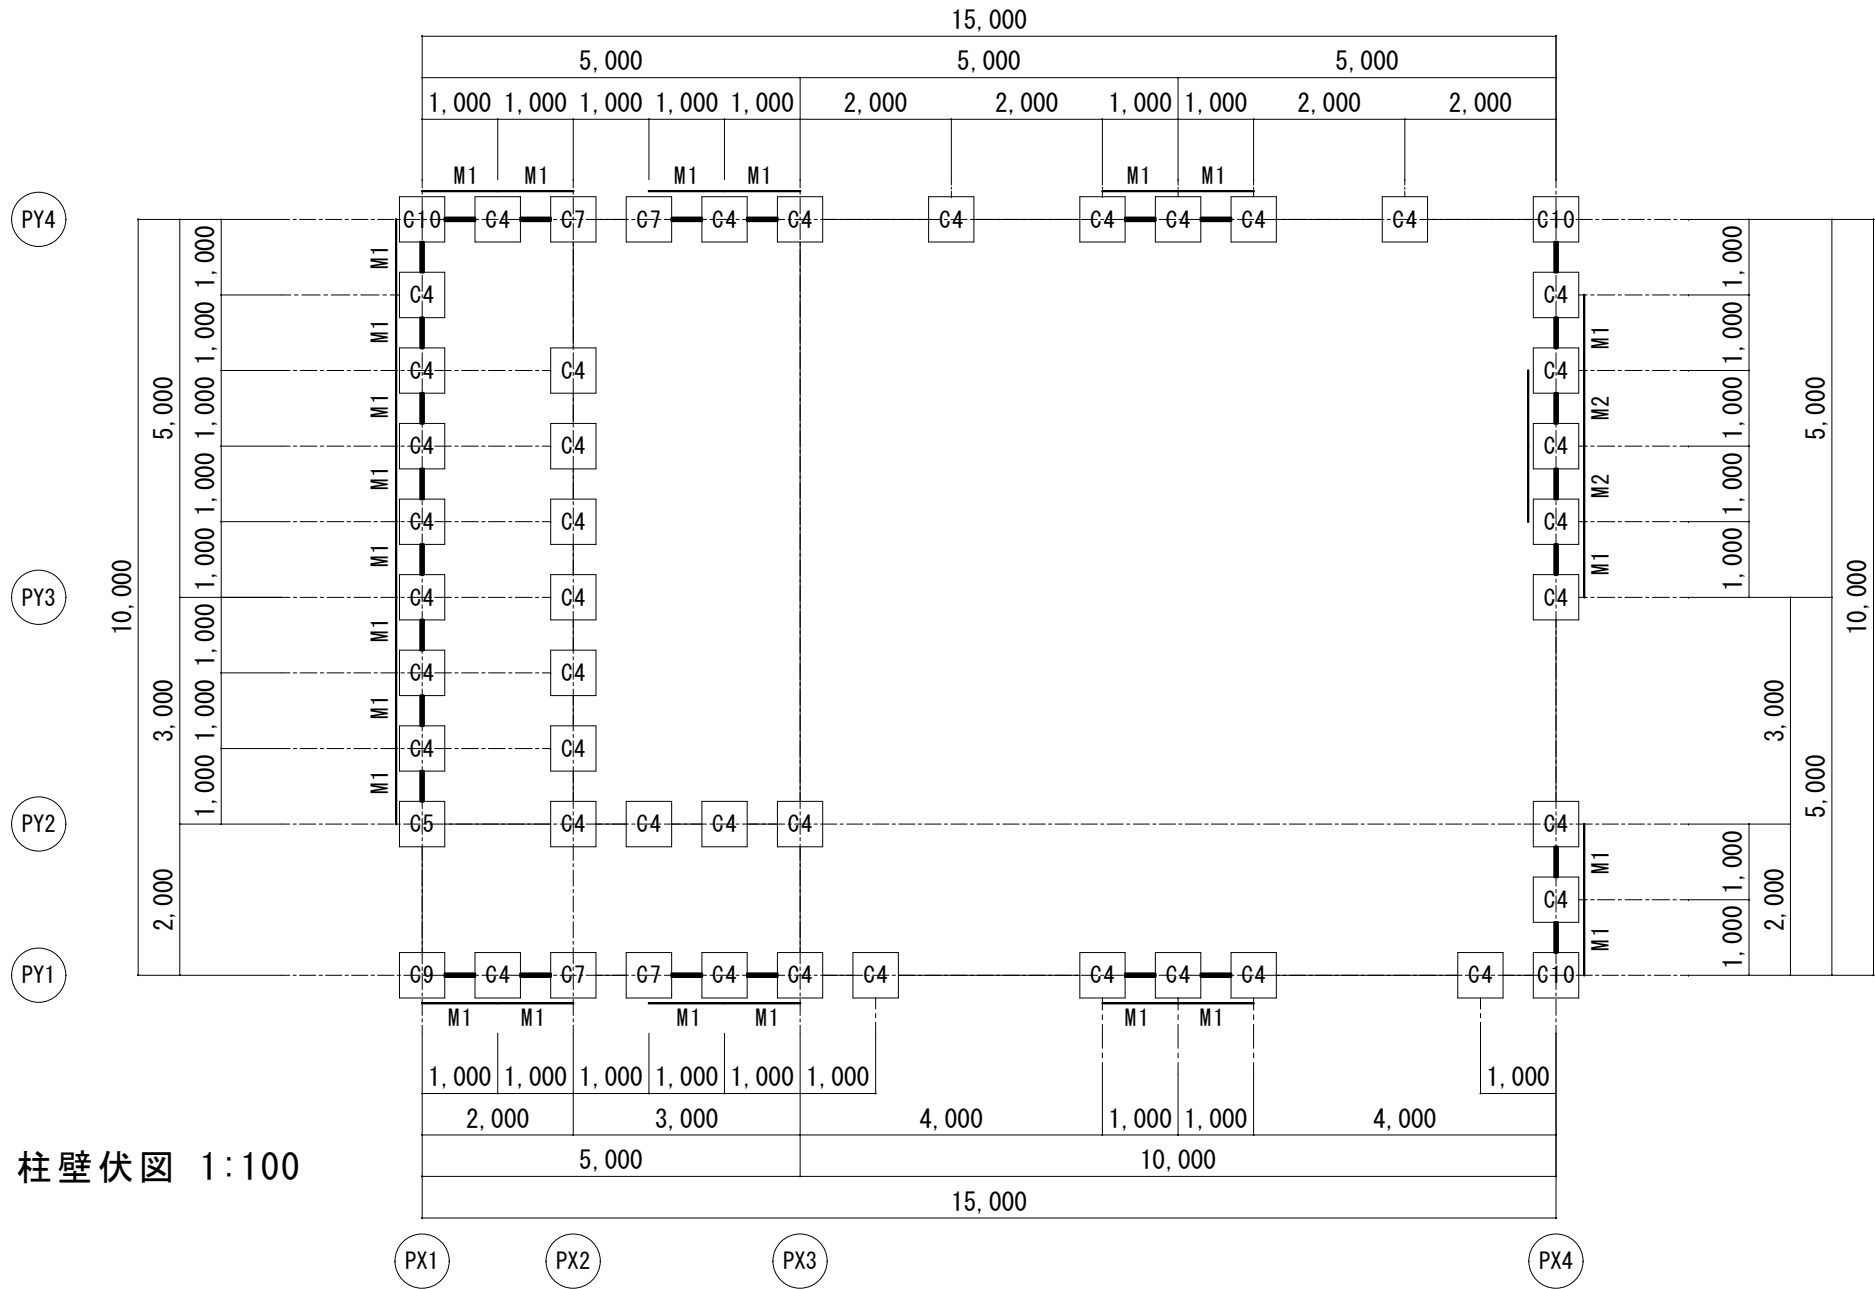 15,000
5,000 5,000 5,000
1,000 1,000 1,000 1,000 1,000 2,000 2,000 1,000 1,000 2,000 2,000
M1 M1 M1 M1 M1 M1
PY4 C10 C4 C7 C7 C4 C4 C4 C4 C4 C4 C4 C10
1,000 M1 1,000
C4 C4
1,000 M1 M1 1,000
C4 C4 C4
5,000 1,000 M1 M2 1,000 5,000
C4 C4 C4
1,000 M1 M2 1,000
C4 C4 C4
1,000 M1 M1 1,000
PY3 10,000 C4 C4 C4 10,000
1,000 M1
C4 C4
3,000 1,000 M1 3,000
C4 C4
1,000 M1 5,000
PY2 C5 C4 C4 C4 C4 C4
M1 1,000
2,000 C4 2,000
M1 1,000
PY1 C9 C4 C7 C7 C4 C4 C4 C4 C4 C4 C4 C10
M1 M1 M1 M1 M1 M1
1,000 1,000 1,000 1,000 1,000 1,000 1,000
2,000 3,000 4,000 1,000 1,000 4,000
柱壁伏図 1:100
5,000 10,000
15,000
PX1 PX2 PX3 PX4